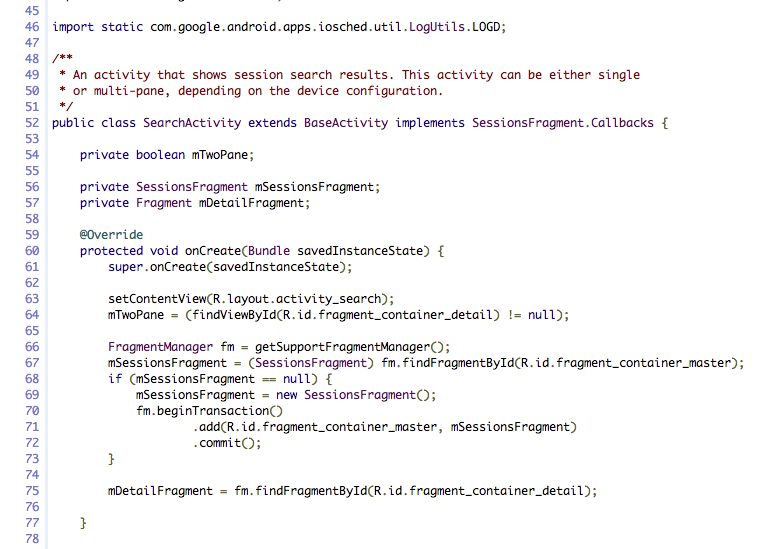 45
46 import static com.google.android.apps.iosched.util.LogUtils.LOGD;
47
48 /**
49  * An activity that shows session search results. This activity can be either single
50  * or multi-pane, depending on the device configuration.
51  */
52 public class SearchActivity extends BaseActivity implements SessionsFragment.Callbacks {
53
54     private boolean mTwoPane;
55
56     private SessionsFragment mSessionsFragment;
57     private Fragment mDetailFragment;
58
59     @Override
60     protected void onCreate(Bundle savedInstanceState) {
61         super.onCreate(savedInstanceState);
62
63         setContentView(R.layout.activity_search);
64         mTwoPane = (findViewById(R.id.fragment_container_detail) != null);
65
66         FragmentManager fm = getSupportFragmentManager();
67         mSessionsFragment = (SessionsFragment) fm.findFragmentById(R.id.fragment_container_master);
68         if (mSessionsFragment == null) {
69             mSessionsFragment = new SessionsFragment();
70             fm.beginTransaction()
71                     .add(R.id.fragment_container_master, mSessionsFragment)
72                     .commit();
73         }
74
75         mDetailFragment = fm.findFragmentById(R.id.fragment_container_detail);
76
77     }
78